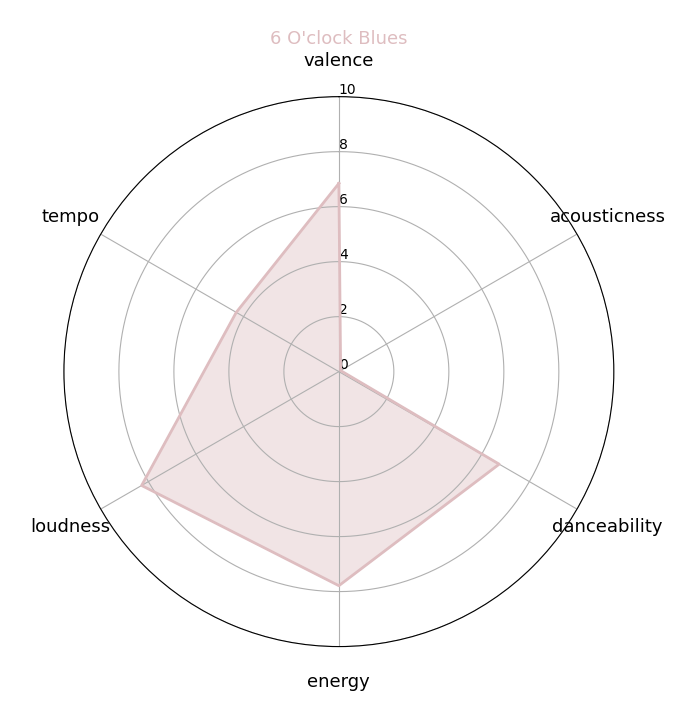 6 O'clock Blues
valence
10
8
tempo
acousticness
6
4
2
0
loudness
danceability
energy